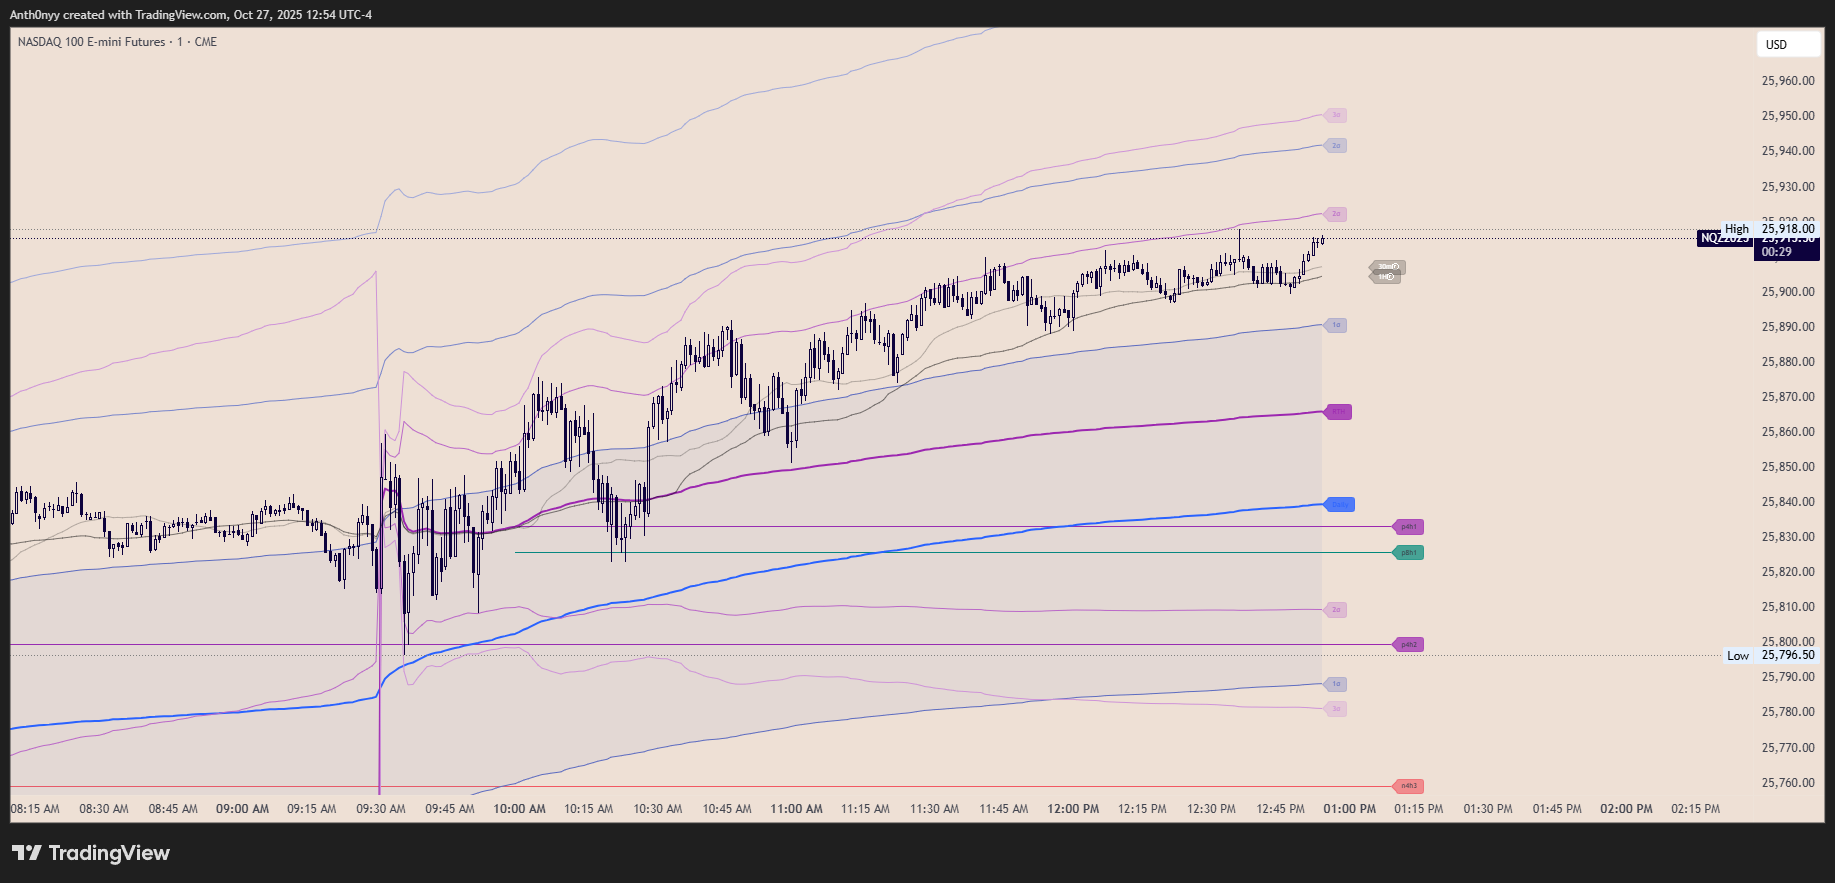 Anth0nyy created with TradingView.com, Oct 27, 2025 12:54 UTC-4
NASDAQ 100 E-mini Futures · 1 · CME
USD
25,960.00
25,950.00
3σ
25,940.00
2σ
25,930.00
2σ
High 25,918.00
NQZ2025
00:29
25,900.00
25,890.00
1σ
25,880.00
25,870.00
25,860.00
25,850.00
25,840.00
25,830.00
p4h1
p8h1
25,820.00
25,810.00
2σ
25,800.00
p4h2
Low 25,796.50
25,790.00
1σ
25,780.00
3σ
25,770.00
25,760.00
n4h3
08:15 AM 08:30 AM 08:45 AM 09:00 AM 09:15 AM 09:30 AM 09:45 AM 10:00 AM 10:15 AM 10:30 AM 10:45 AM 11:00 AM 11:15 AM 11:30 AM 11:45 AM 12:00 PM 12:15 PM 12:30 PM 12:45 PM 01:00 PM 01:15 PM 01:30 PM 01:45 PM 02:00 PM 02:15 PM
TradingView